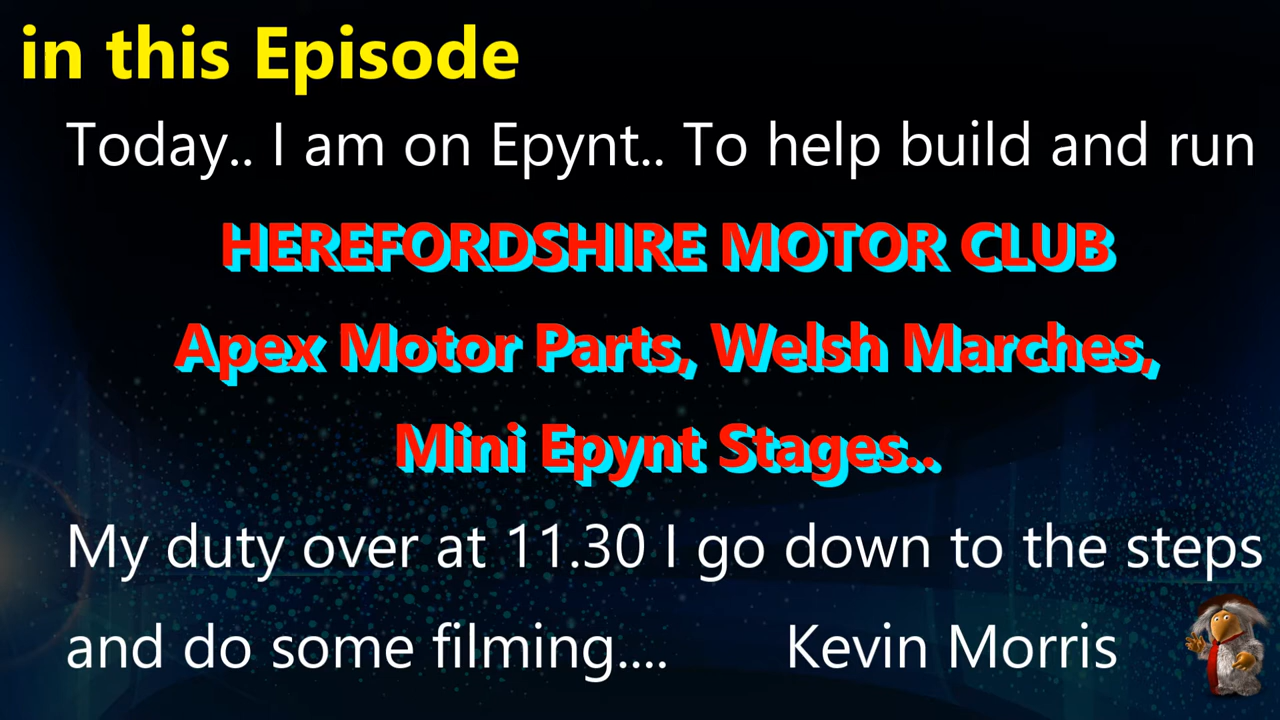 in this Episode
Today.. I am on Epynt.. To help build and run
HEREFORDSHIRE MOTOR CLUB
Apex Motor Parts, Welsh Marches,
Mini Epynt Stages..
My duty over at 11.30 I go down to the steps
and do some filming.... Kevin Morris